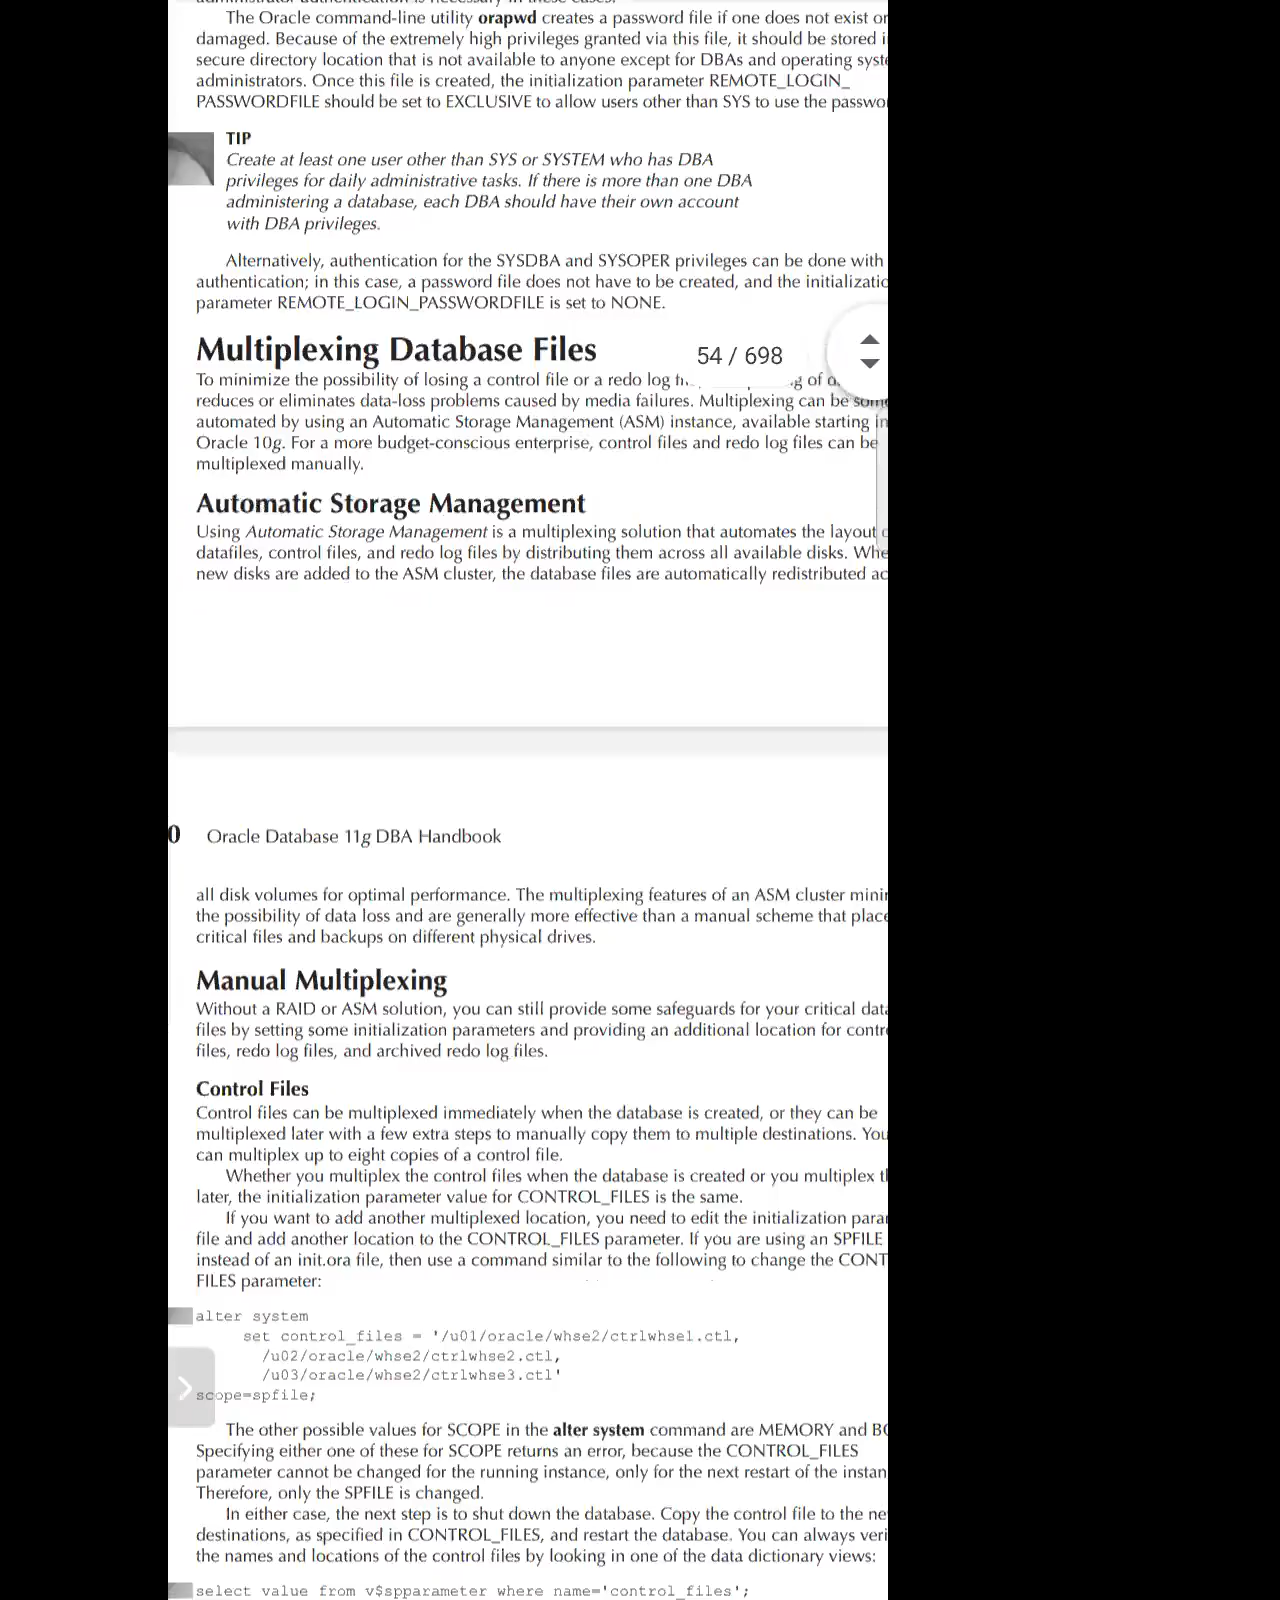 The Oracle command-line utility orapwd creates a password file if one does not exist or
damaged. Because of the extremely high privileges granted via this file, it should be stored
secure directory location that is not available to anyone except for DBAs and operating
administrators. Once this file is created, the initialization parameter REMOTE_LOGIN_
PASSWORDFILE should be set to EXCLUSIVE to allow users other than SYS to use the
TIP
Create at least one user other than SYS or SYSTEM who has DBA
privileges for daily administrative tasks. If there is more than one DBA
administering a database, each DBA should have their own account
with DBA privileges.
Alternatively, authentication for the SYSDBA and SYSOPER privileges can be done with
authentication; in this case, a password file does not have to be created, and the
parameter REMOTE_LOGIN_PASSWORDFILE is set to NONE.
Multiplexing Database Files
54 / 698
To minimize the possibility of losing a control file or a redo log of
reduces or eliminates data-loss problems caused by media failures. Multiplexing can be
automated by using an Automatic Storage Management (ASM) instance, available starting in
Oracle 10g. For a more budget-conscious enterprise, control files and redo log files can be
multiplexed manually.
Automatic Storage Management
Using Automatic Storage Management is a multiplexing solution that automates the layout
datafiles, control files, and redo log files by distributing them across all available disks.
new disks are added to the ASM cluster, the database files are automatically redistributed
0 Oracle Database 11g DBA Handbook
all disk volumes for optimal performance. The multiplexing features of an ASM cluster
the possibility of data loss and are generally more effective than a manual scheme that
critical files and backups on different physical drives.
Manual Multiplexing
Without a RAID or ASM solution, you can still provide some safeguards for your critical
files by setting some initialization parameters and providing an additional location for
files, redo log files, and archived redo log files.
Control Files
Control files can be multiplexed immediately when the database is created, or they can be
multiplexed later with a few extra steps to manually copy them to multiple destinations. You
can multiplex up to eight copies of a control file.
Whether you multiplex the control files when the database is created or you multiplex
later, the initialization parameter value for CONTROL_FILES is the same.
If you want to add another multiplexed location, you need to edit the initialization
file and add another location to the CONTROL_FILES parameter. If you are using an SPFILE
instead of an init.ora file, then use a command similar to the following to change the CONT
FILES parameter:
alter system
set control_files = '/u01/oracle/whse2/ctrlwhse1.ctl,
/u02/oracle/whse2/ctrlwhse2.ctl,
/u03/oracle/whse2/ctrlwhse3.ctl'
scope=spfile;
The other possible values for SCOPE in the alter system command are MEMORY and
Specifying either one of these for SCOPE returns an error, because the CONTROL_FILES
parameter cannot be changed for the running instance, only for the next restart of the
Therefore, only the SPFILE is changed.
In either case, the next step is to shut down the database. Copy the control file to the
destinations, as specified in CONTROL_FILES, and restart the database. You can always
the names and locations of the control files by looking in one of the data dictionary views:
select value from v$spparameter where name='control_files';